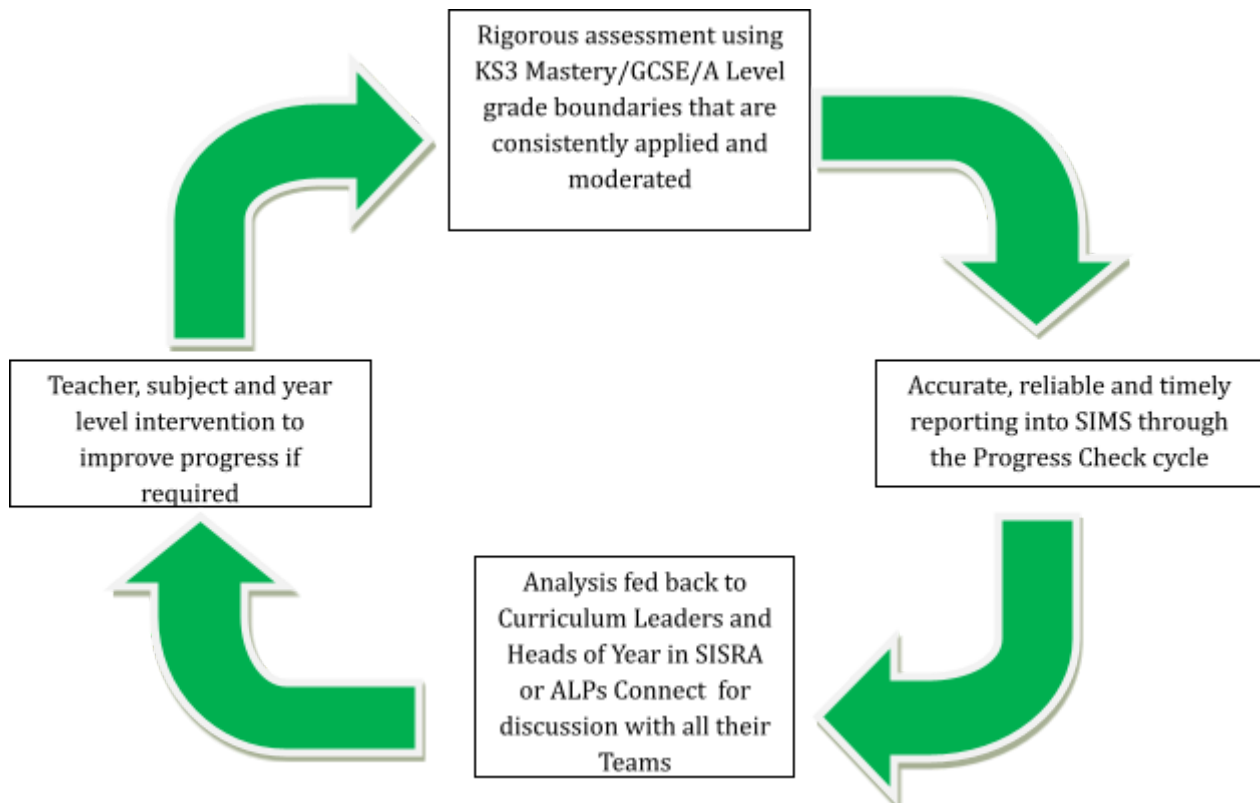 Rigorous assessment using
KS3 Mastery/GCSE/A Level
grade boundaries that are
consistently applied and
moderated
Accurate, reliable and timely
reporting into SIMS through
the Progress Check cycle
Analysis fed back to
Curriculum Leaders and
Heads of Year in SISRA
or ALPs Connect for
discussion with all their
Teams
Teacher, subject and year
level intervention to
improve progress if
required